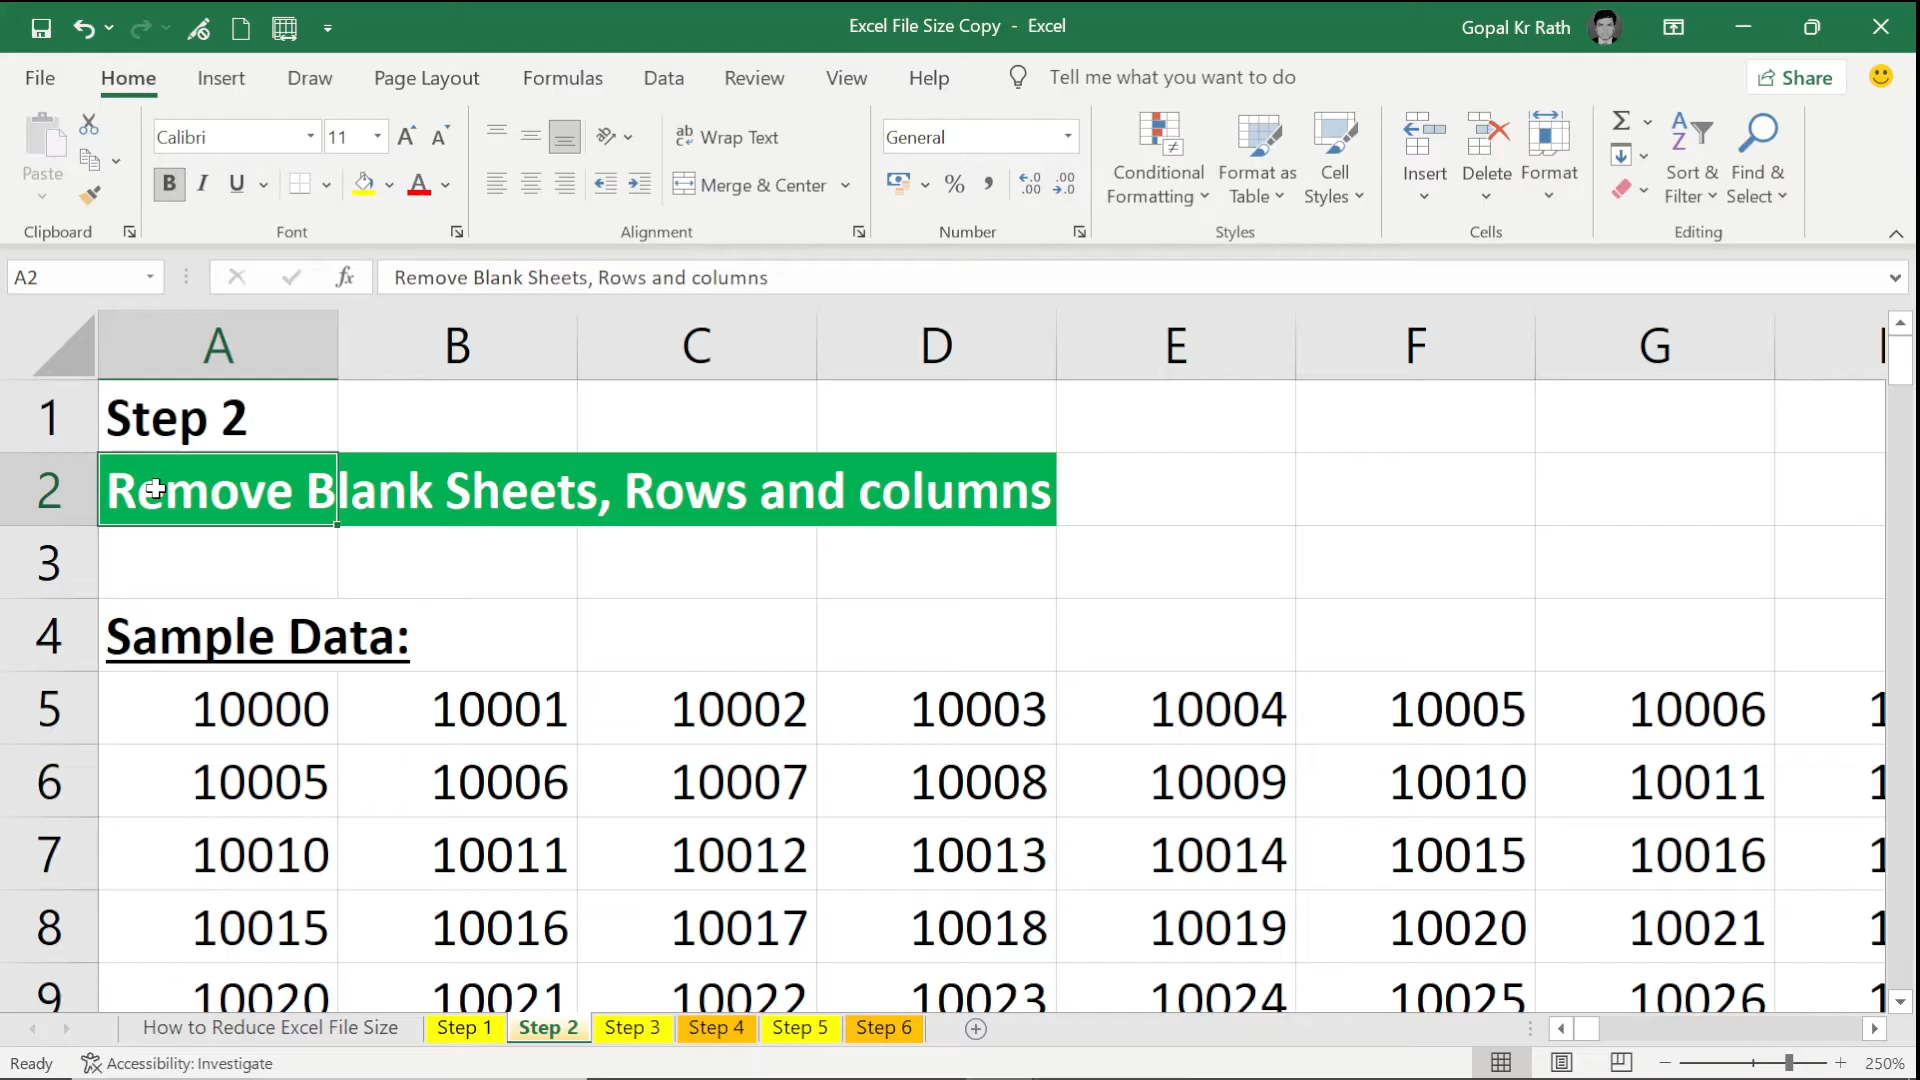 Excel File Size Copy - Excel
Gopal Kr Rath
File Home Insert Draw Page Layout Formulas Data Review View Help Tell me what you want to do Share
Paste
Calibri 11
B I U
ab Wrap Text
Merge & Center
General
% , .00
Conditional Formatting
Format as Table
Cell Styles
Insert Delete Format
Σ
Sort & Filter
Find & Select
Clipboard Font Alignment Number Styles Cells Editing
A2 fx Remove Blank Sheets, Rows and columns
A B C D E F G
1 Step 2
2 Remove Blank Sheets, Rows and columns
3
4 Sample Data:
5 10000 10001 10002 10003 10004 10005 10006
6 10005 10006 10007 10008 10009 10010 10011
7 10010 10011 10012 10013 10014 10015 10016
8 10015 10016 10017 10018 10019 10020 10021
9 10020 10021 10022 10023 10024 10025 10026
How to Reduce Excel File Size Step 1 Step 2 Step 3 Step 4 Step 5 Step 6
Ready Accessibility: Investigate 250%